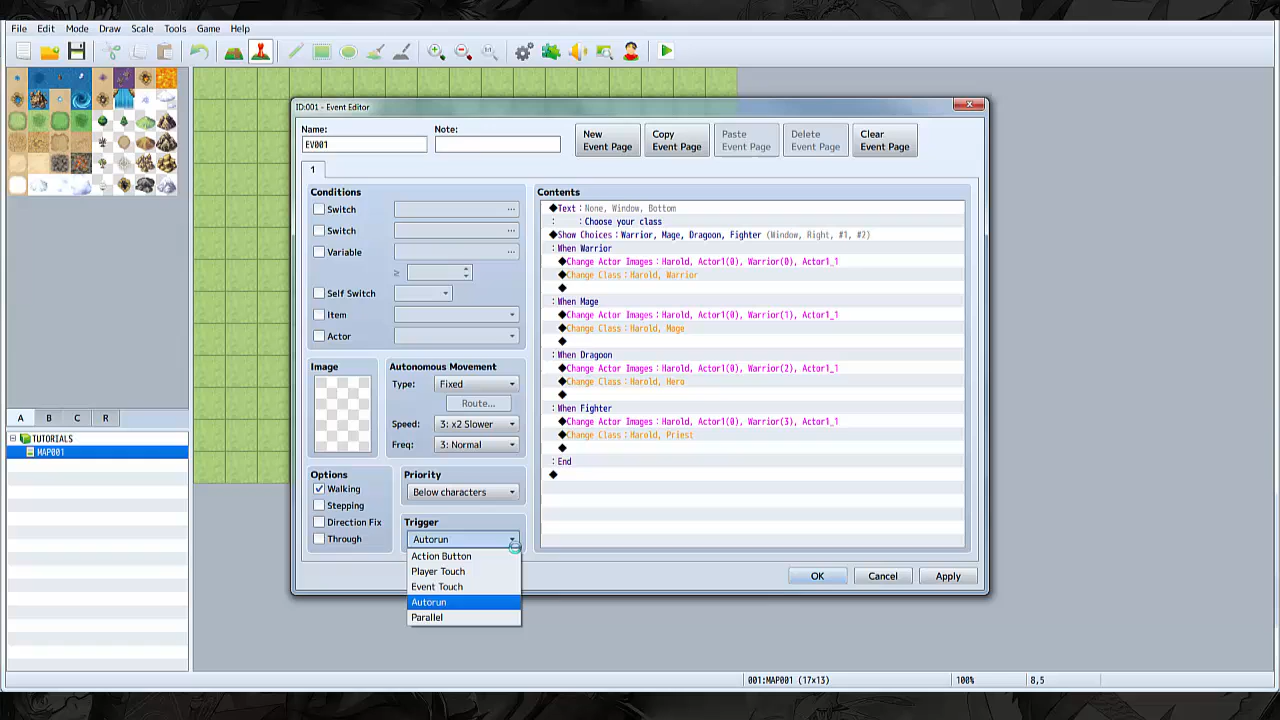 File Edit Mode Draw Scale Tools Game Help
ID:001 - Event Editor
Name:
Note:
EV001
New
Event Page
Copy
Event Page
Paste
Event Page
Delete
Event Page
Clear
Event Page
1
Conditions
Switch ...
Switch ...
Variable ...
≥
Self Switch
Item
Actor
Image
Autonomous Movement
Type: Fixed
Route...
Speed: 3: x2 Slower
Freq: 3: Normal
Options
Walking
Stepping
Direction Fix
Through
Priority
Below characters
Trigger
Autorun
Action Button
Player Touch
Event Touch
Autorun
Parallel
Contents
◆Text：None, Window, Bottom
:     :Choose your class
◆Show Choices：Warrior, Mage, Dragoon, Fighter (Window, Right, #1, #2)
: When Warrior
◆Change Actor Images：Harold, Actor1(0), Warrior(0), Actor1_1
◆Change Class：Harold, Warrior
◆
: When Mage
◆Change Actor Images：Harold, Actor1(0), Warrior(1), Actor1_1
◆Change Class：Harold, Mage
◆
: When Dragoon
◆Change Actor Images：Harold, Actor1(0), Warrior(2), Actor1_1
◆Change Class：Harold, Hero
◆
: When Fighter
◆Change Actor Images：Harold, Actor1(0), Warrior(3), Actor1_1
◆Change Class：Harold, Priest
◆
: End
◆
OK Cancel Apply
A B C R
TUTORIALS
MAP001
001:MAP001 (17×13) 100% 8,5